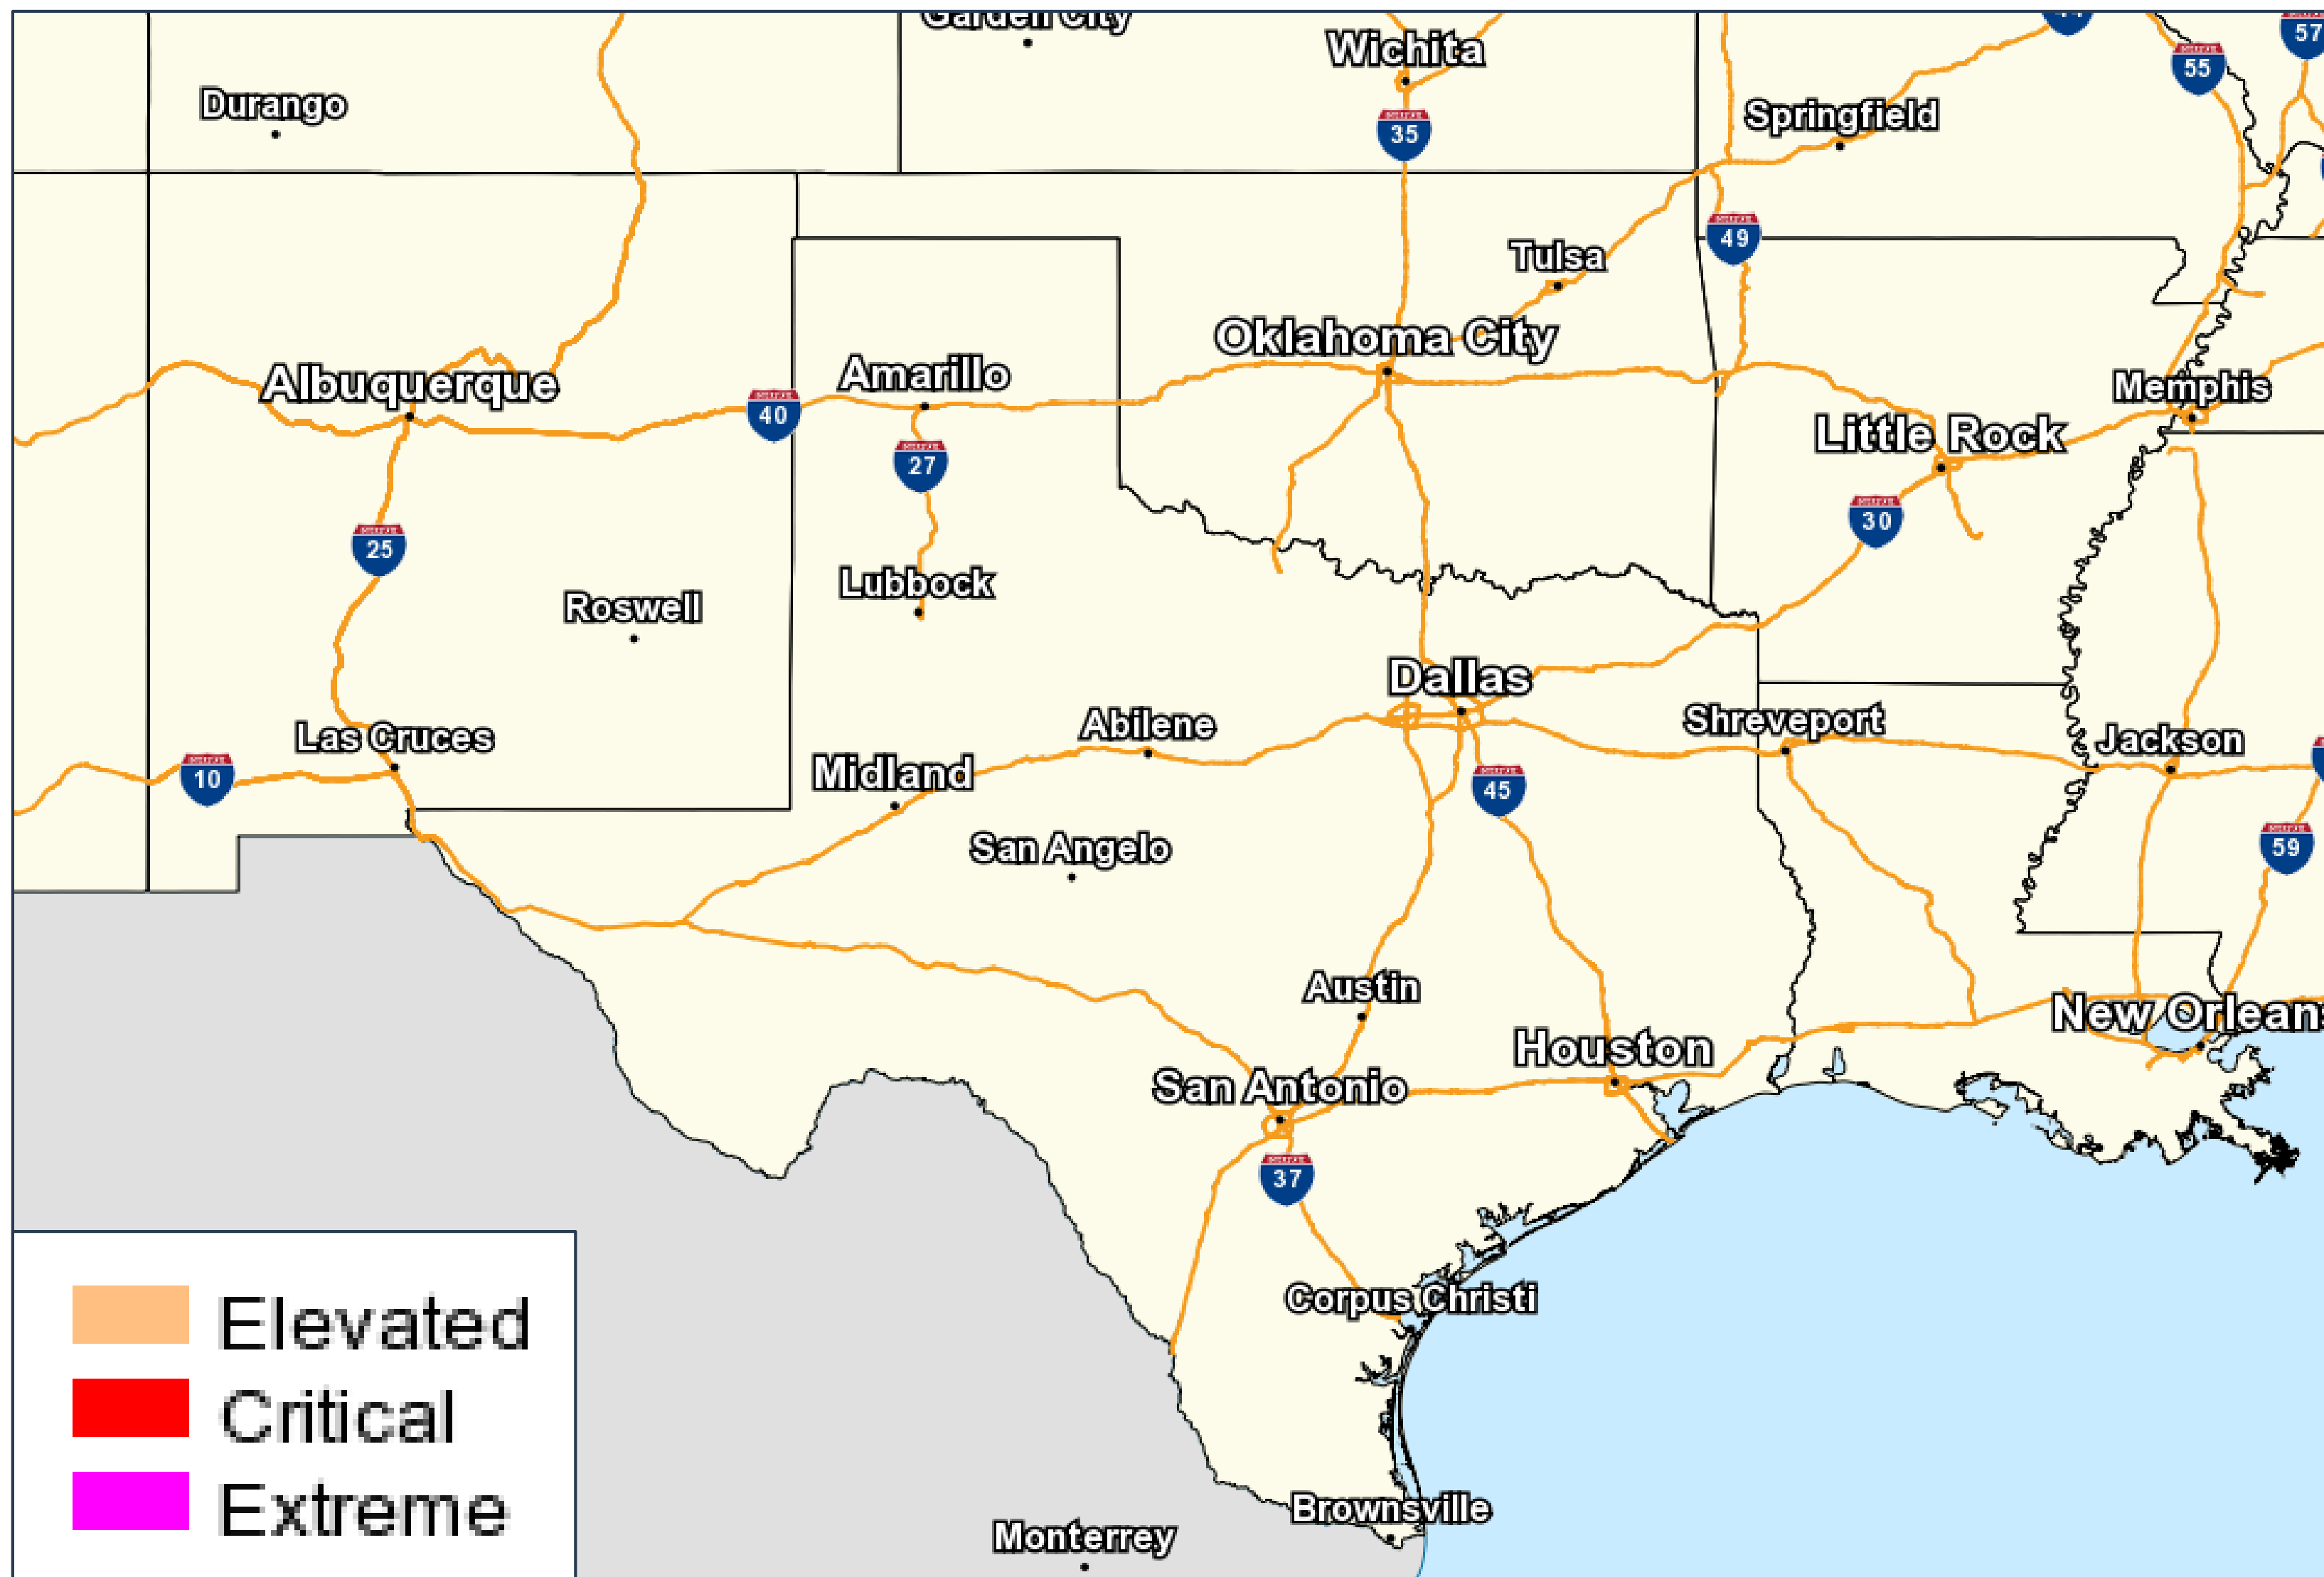 Garden City
Wichita
44
55
57
Durango
35
Springfield
49
Tulsa
Oklahoma City
Albuquerque
Amarillo
40
Memphis
Little Rock
27
25
30
Lubbock
Roswell
Dallas
Abilene
Shreveport
Las Cruces
Jackson
10
Midland
45
San Angelo
59
Austin
New Orleans
Houston
San Antonio
37
Corpus Christi
Brownsville
Monterrey
Elevated
Critical
Extreme